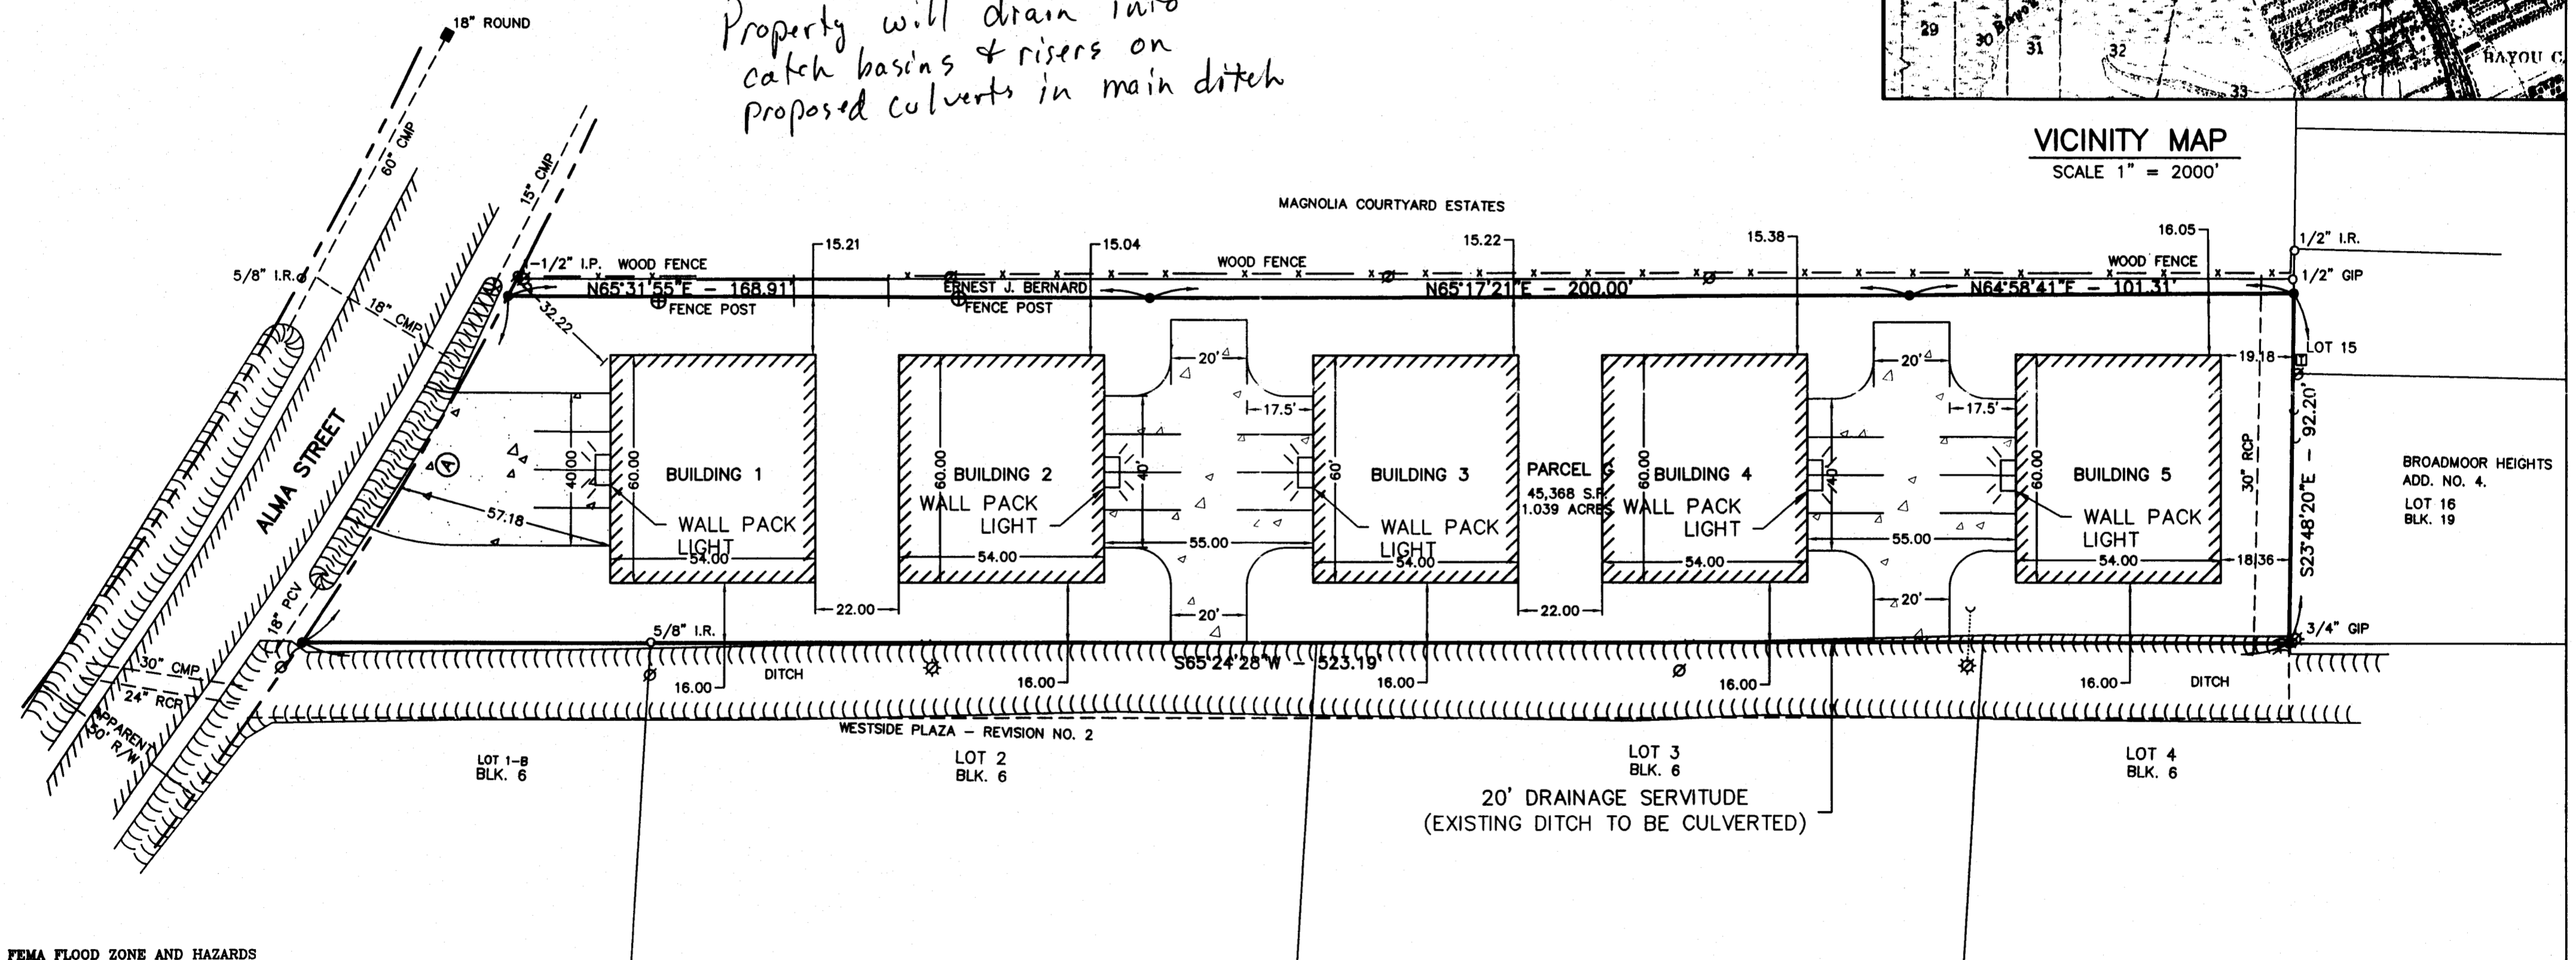 Property will drain into
catch basins & risers on
proposed culverts in main ditch
29
30
31
32
33
BAYOU C
VICINITY MAP
SCALE 1" = 2000'
18" ROUND
60" CMP
15" CMP
MAGNOLIA COURTYARD ESTATES
15.21
15.04
15.22
15.38
16.05
1/2" I.R.
5/8" I.R.
1-1/2" I.P.
WOOD FENCE
WOOD FENCE
WOOD FENCE
1/2" GIP
N65°31'55"E - 168.91'
ERNEST J. BERNARD
N65°17'21"E - 200.00'
N64°58'41"E - 101.31'
FENCE POST
FENCE POST
18" CMP
32.22
20'
20'
19.18
LOT 15
17.5'
17.5'
ALMA STREET
A
40.00
60.00
BUILDING 1
60.00
BUILDING 2
40'
60'
BUILDING 3
PARCEL G
45,368 S.F.
1.039 ACRES
60.00
BUILDING 4
40'
60.00
BUILDING 5
30" RCP
S23°48'20"E - 92.20'
BROADMOOR HEIGHTS
ADD. NO. 4.
LOT 16
BLK. 19
57.18
WALL PACK
LIGHT
WALL PACK
LIGHT
WALL PACK
LIGHT
WALL PACK
LIGHT
WALL PACK
LIGHT
54.00
54.00
55.00
54.00
54.00
55.00
54.00
18.36
22.00
20'
22.00
20'
18" PCV
5/8" I.R.
3/4" GIP
30" CMP
24" RCP
APPARENT
50' R/W
DITCH
S65°24'28"W - 523.19'
DITCH
16.00
16.00
16.00
16.00
16.00
WESTSIDE PLAZA - REVISION NO. 2
LOT 1-B
BLK. 6
LOT 2
BLK. 6
LOT 3
BLK. 6
LOT 4
BLK. 6
20' DRAINAGE SERVITUDE
(EXISTING DITCH TO BE CULVERTED)
FEMA FLOOD ZONE AND HAZARDS